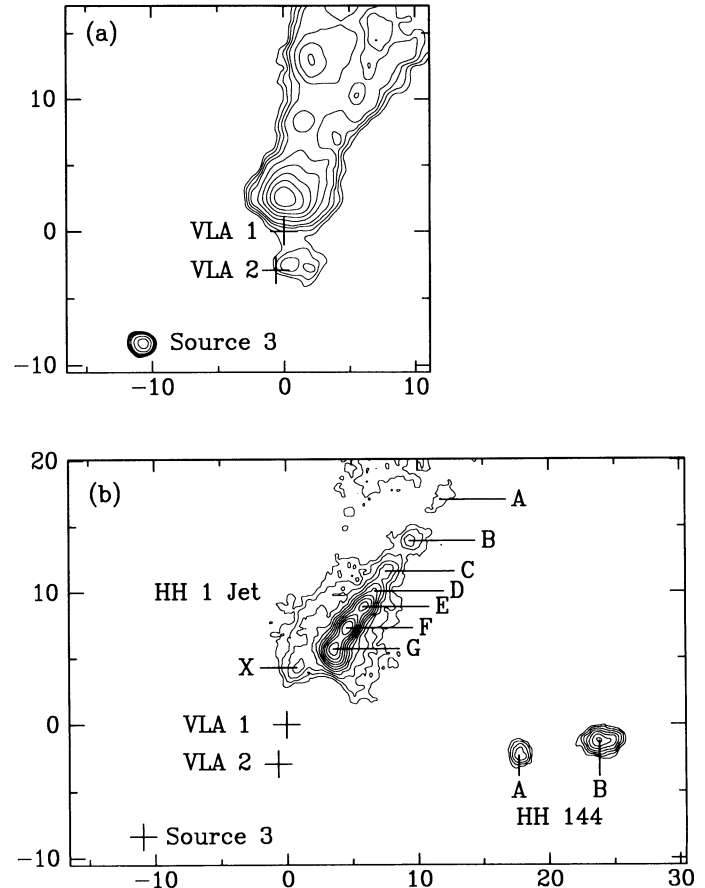 (a)
10
0
−10
VLA 1
VLA 2
Source 3
−10 0 10
(b)
20
10
0
−10
A
B
C
D
E
F
G
HH 1 Jet
X
VLA 1
VLA 2
A B
HH 144
Source 3
−10 0 10 20 30